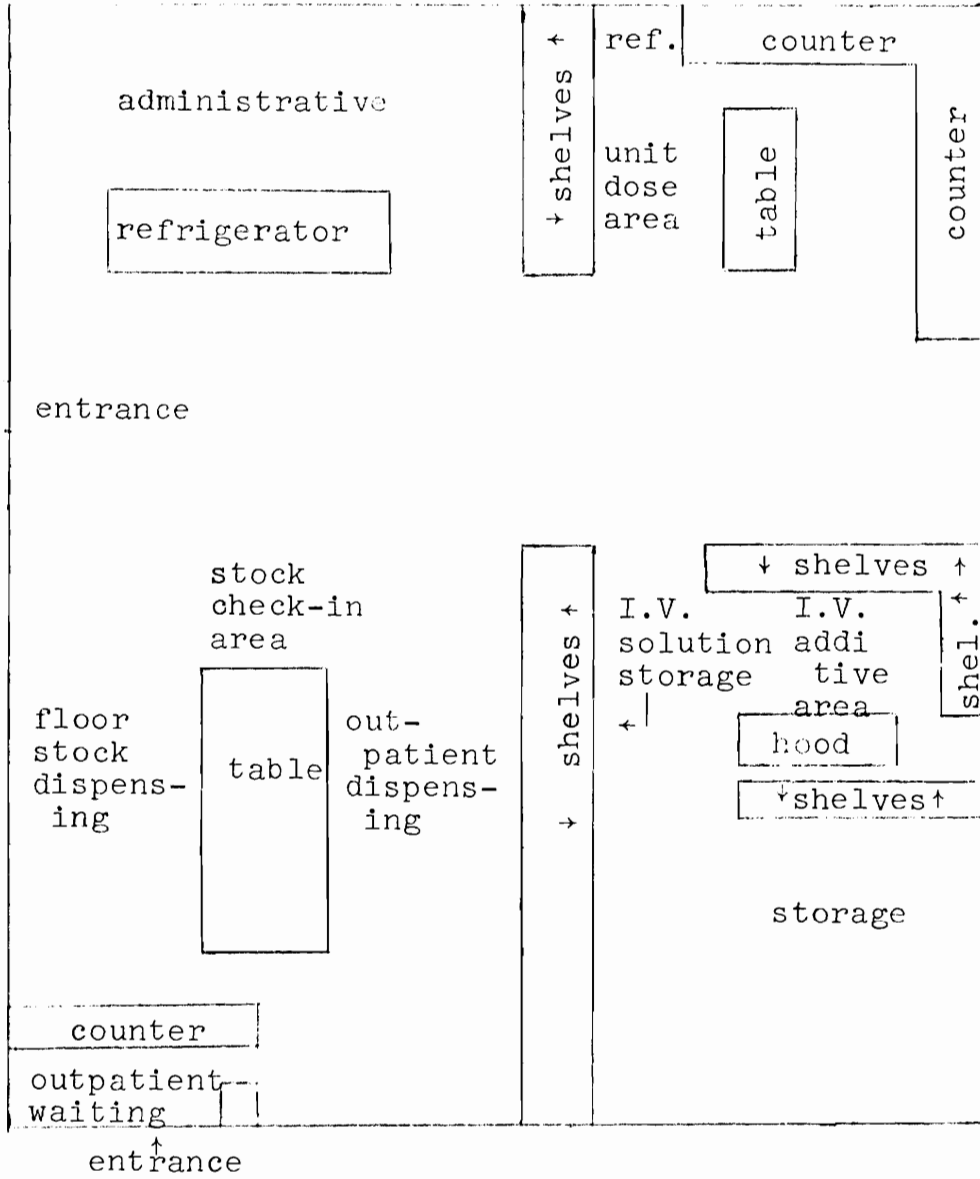 ← shelves →
ref.
counter
counter
administrative
unit
dose
area
table
refrigerator
entrance
stock
check-in
area
← shelves →
↓ shelves ↑
shel.←
I.V.
solution
storage
←
I.V.
addi
tive
area
hood
↓shelves↑
floor
stock
dispens-
ing
table
out-
patient
dispens-
ing
storage
counter
outpatient
waiting
↑
entrance